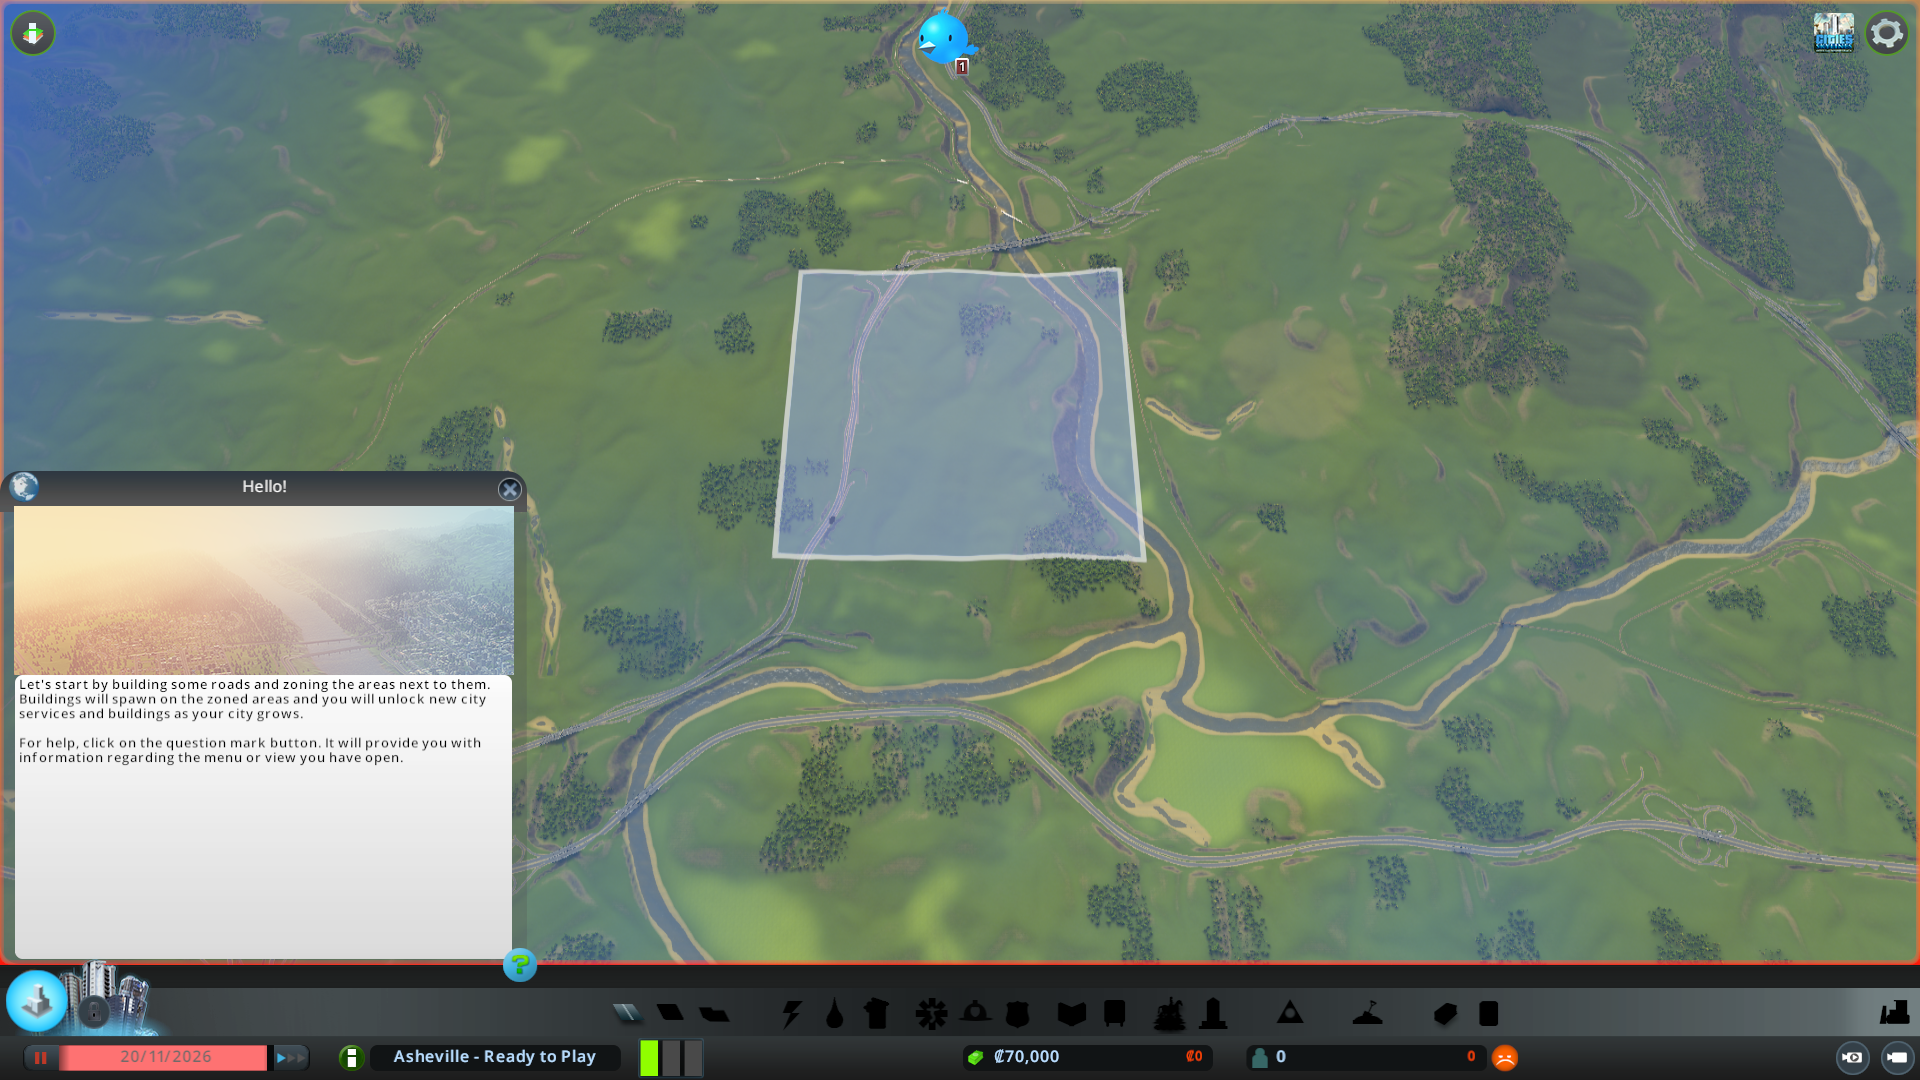 1
CITIES
Hello!
Let's start by building some roads and zoning the areas next to them.
Buildings will spawn on the zoned areas and you will unlock new city
services and buildings as your city grows.
For help, click on the question mark button. It will provide you with
information regarding the menu or view you have open.
?
20/11/2026
Asheville - Ready to Play
₡70,000
₡0
0
0